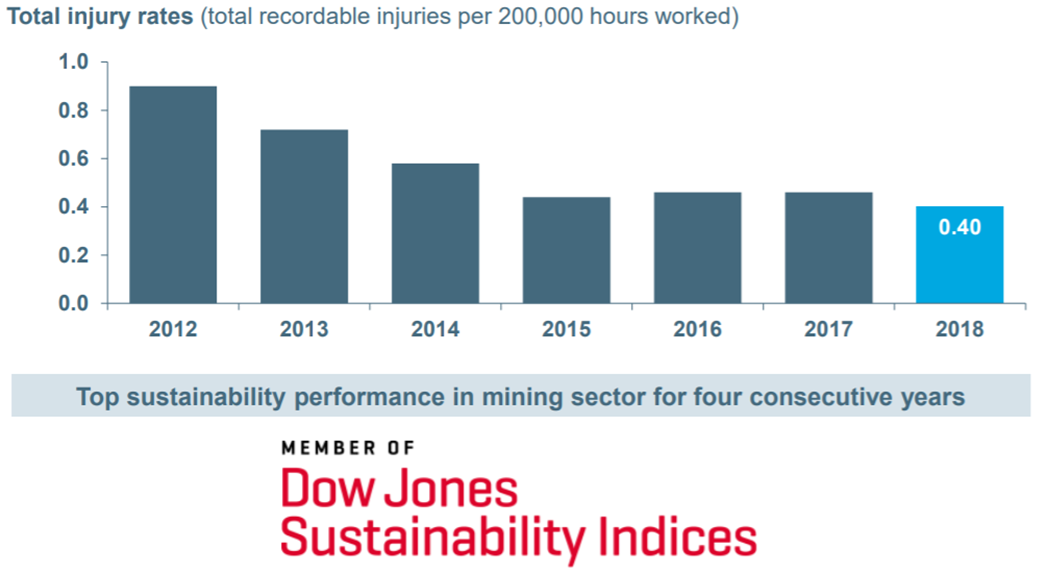 Total injury rates (total recordable injuries per 200,000 hours worked)
1.0
0.8
0.6
0.4
0.2
0.0
0.40
2012 2013 2014 2015 2016 2017 2018
Top sustainability performance in mining sector for four consecutive years
MEMBER OF
Dow Jones
Sustainability Indices